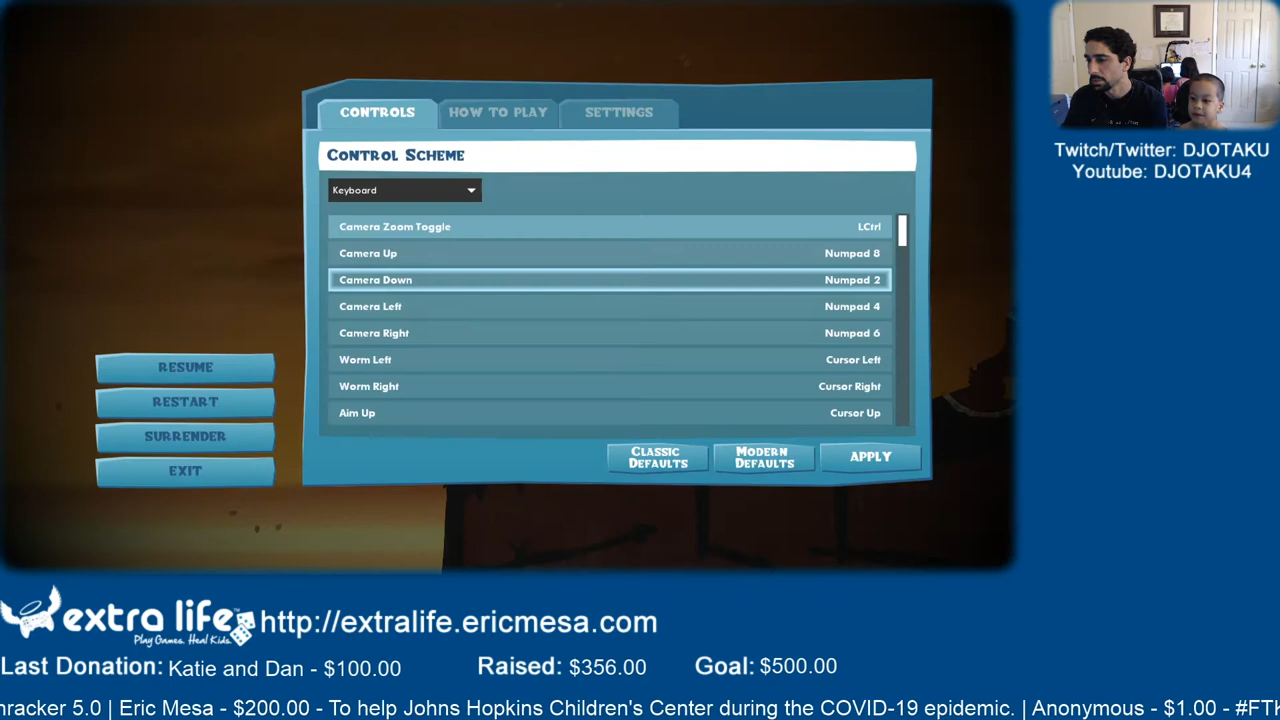 CONTROLS
HOW TO PLAY
SETTINGS
CONTROL SCHEME
Keyboard
Camera Zoom Toggle LCtrl
Camera Up Numpad 8
Camera Down Numpad 2
Camera Left Numpad 4
Camera Right Numpad 6
Worm Left Cursor Left
Worm Right Cursor Right
Aim Up Cursor Up
CLASSIC
DEFAULTS
MODERN
DEFAULTS
APPLY
RESUME
RESTART
SURRENDER
EXIT
Twitch/Twitter: DJOTAKU
Youtube: DJOTAKU4
extra life
Play Games. Heal Kids.
http://extralife.ericmesa.com
Last Donation: Katie and Dan - $100.00 Raised: $356.00 Goal: $500.00
hracker 5.0 | Eric Mesa - $200.00 - To help Johns Hopkins Children's Center during the COVID-19 epidemic. | Anonymous - $1.00 - #FTK